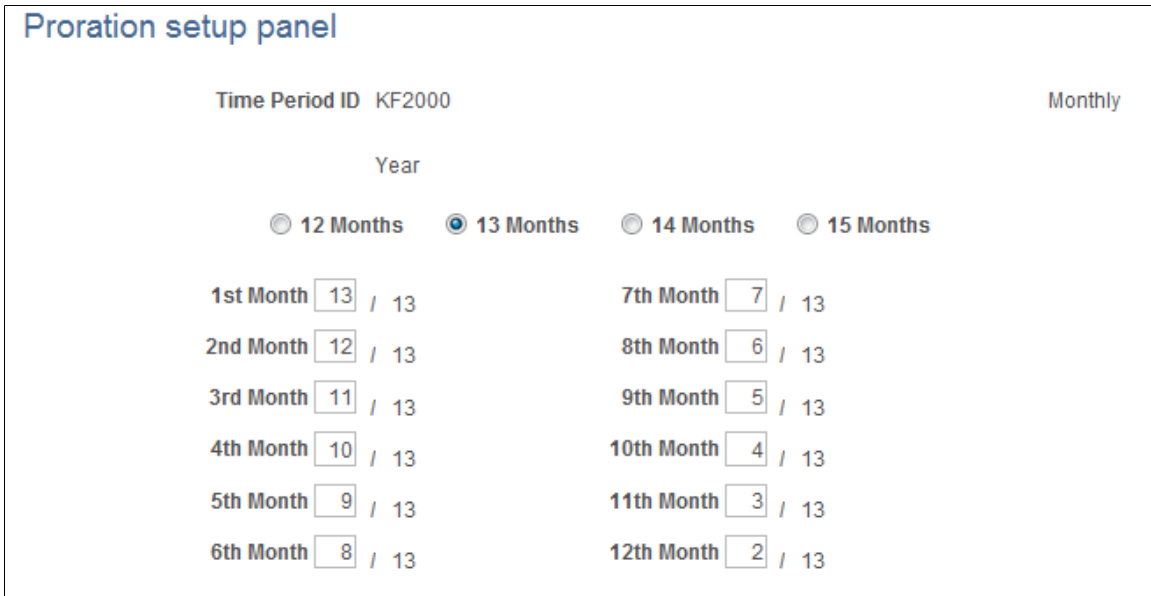 Proration setup panel
Time Period ID KF2000 Monthly
Year
12 Months 13 Months 14 Months 15 Months
1st Month 13 / 13 7th Month 7 / 13
2nd Month 12 / 13 8th Month 6 / 13
3rd Month 11 / 13 9th Month 5 / 13
4th Month 10 / 13 10th Month 4 / 13
5th Month 9 / 13 11th Month 3 / 13
6th Month 8 / 13 12th Month 2 / 13